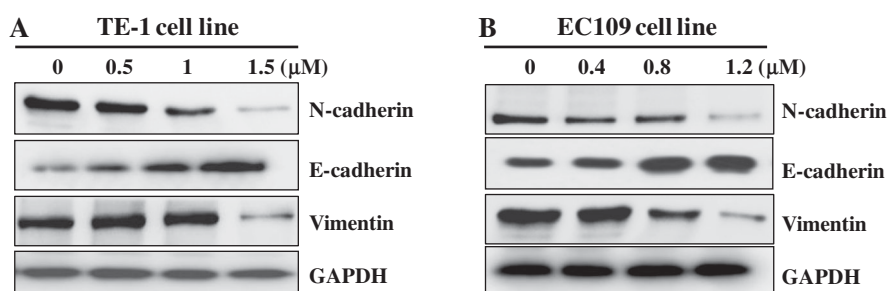 A TE-1 cell line
0 0.5 1 1.5 (μM)
N-cadherin
E-cadherin
Vimentin
GAPDH
B EC109 cell line
0 0.4 0.8 1.2 (μM)
N-cadherin
E-cadherin
Vimentin
GAPDH